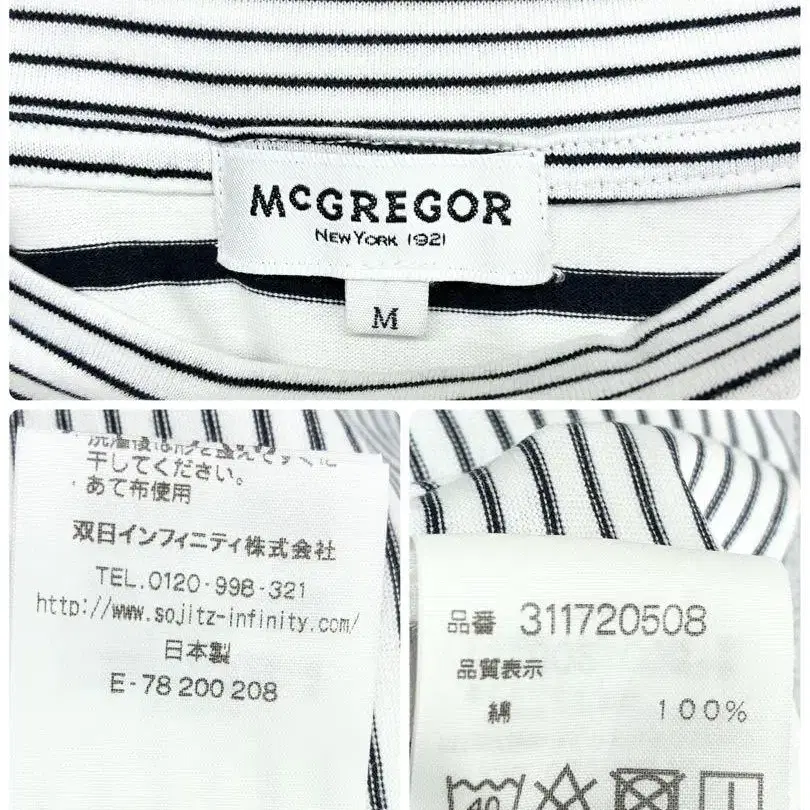 McGREGOR
NEW YORK 1921
M
干してください。
・あて布使用
双日インフィニティ株式会社
TEL.0120-998-321
http://www.sojitz-infinity.com/
日本製
E-78 200 208
品番 311720508
品質表示
綿 100%
40